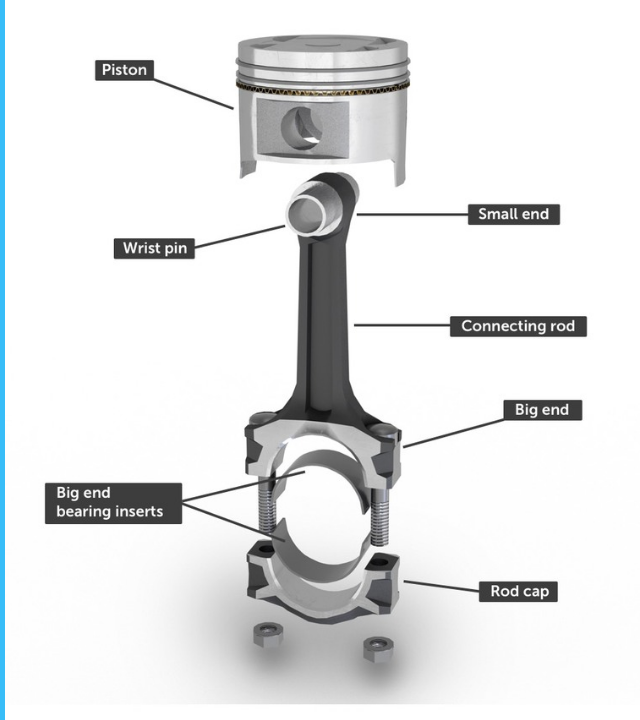 Piston
Small end
Wrist pin
Connecting rod
Big end
Big end
bearing inserts
Rod cap